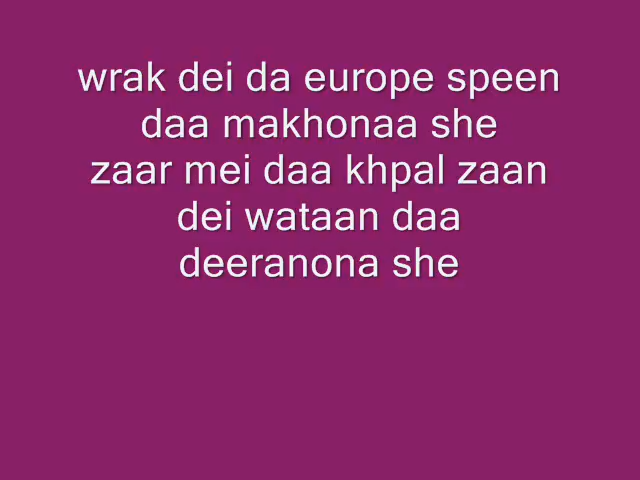 wrak dei da europe speen
daa makhonaa she
zaar mei daa khpal zaan
dei wataan daa
deeranona she